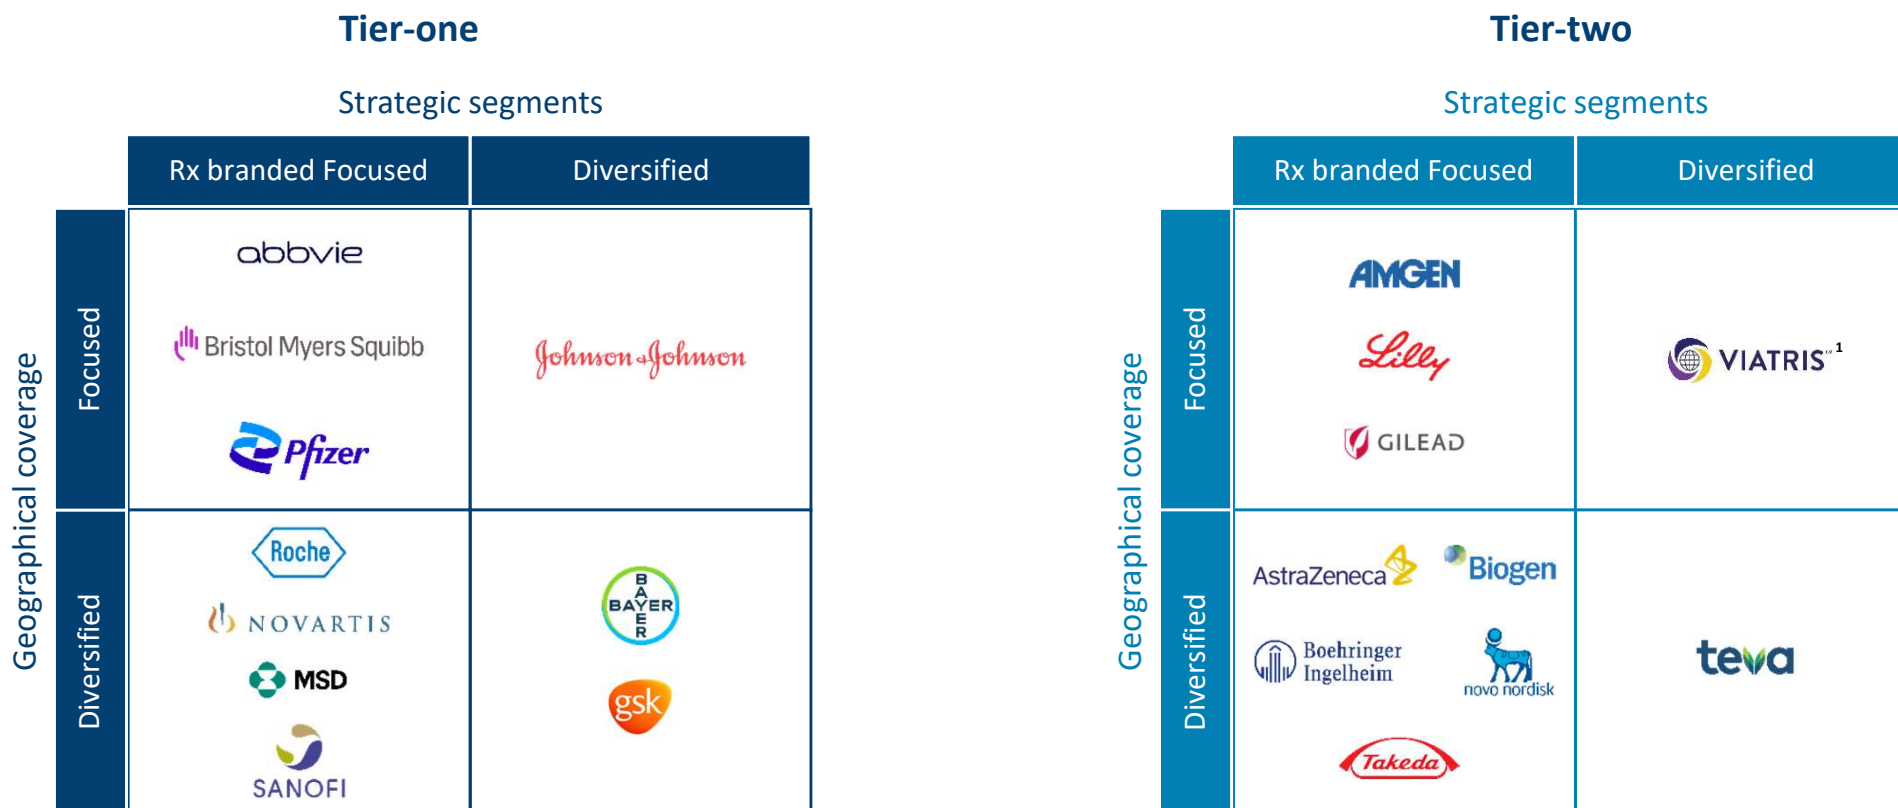 Tier-one
Strategic segments
Rx branded Focused
Diversified
Geographical coverage
Focused
abbvie
Bristol Myers Squibb
Pfizer
Johnson & Johnson
Diversified
Roche
NOVARTIS
MSD
SANOFI
BAYER
BAYER
gsk
Tier-two
Strategic segments
Rx branded Focused
Diversified
Geographical coverage
Focused
AMGEN
Lilly
GILEAD
VIATRIS™ 1
Diversified
AstraZeneca
Biogen
Boehringer
Ingelheim
novo nordisk
Takeda
teva